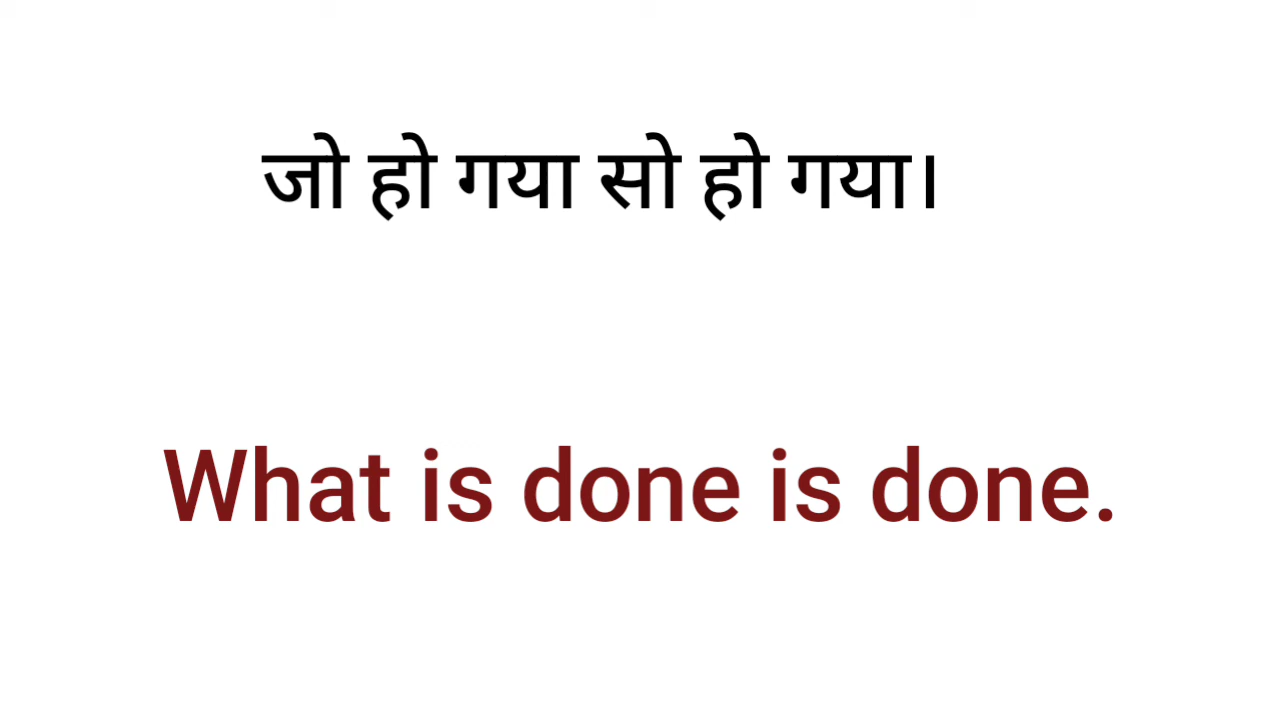 जो हो गया सो हो गया।
What is done is done.